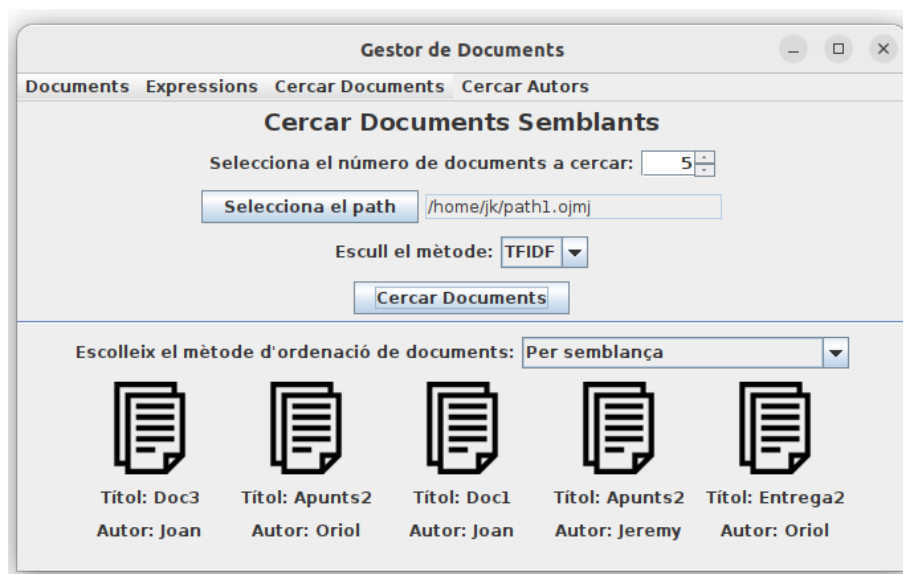 Gestor de Documents
Documents Expressions Cercar Documents Cercar Autors
Cercar Documents Semblants
Selecciona el número de documents a cercar: 5
Selecciona el path /home/jk/path1.ojmj
Escull el mètode: TFIDF
Cercar Documents
Escolleix el mètode d'ordenació de documents: Per semblança
Títol: Doc3 Títol: Apunts2 Títol: Doc1 Títol: Apunts2 Títol: Entrega2
Autor: Joan Autor: Oriol Autor: Joan Autor: Jeremy Autor: Oriol